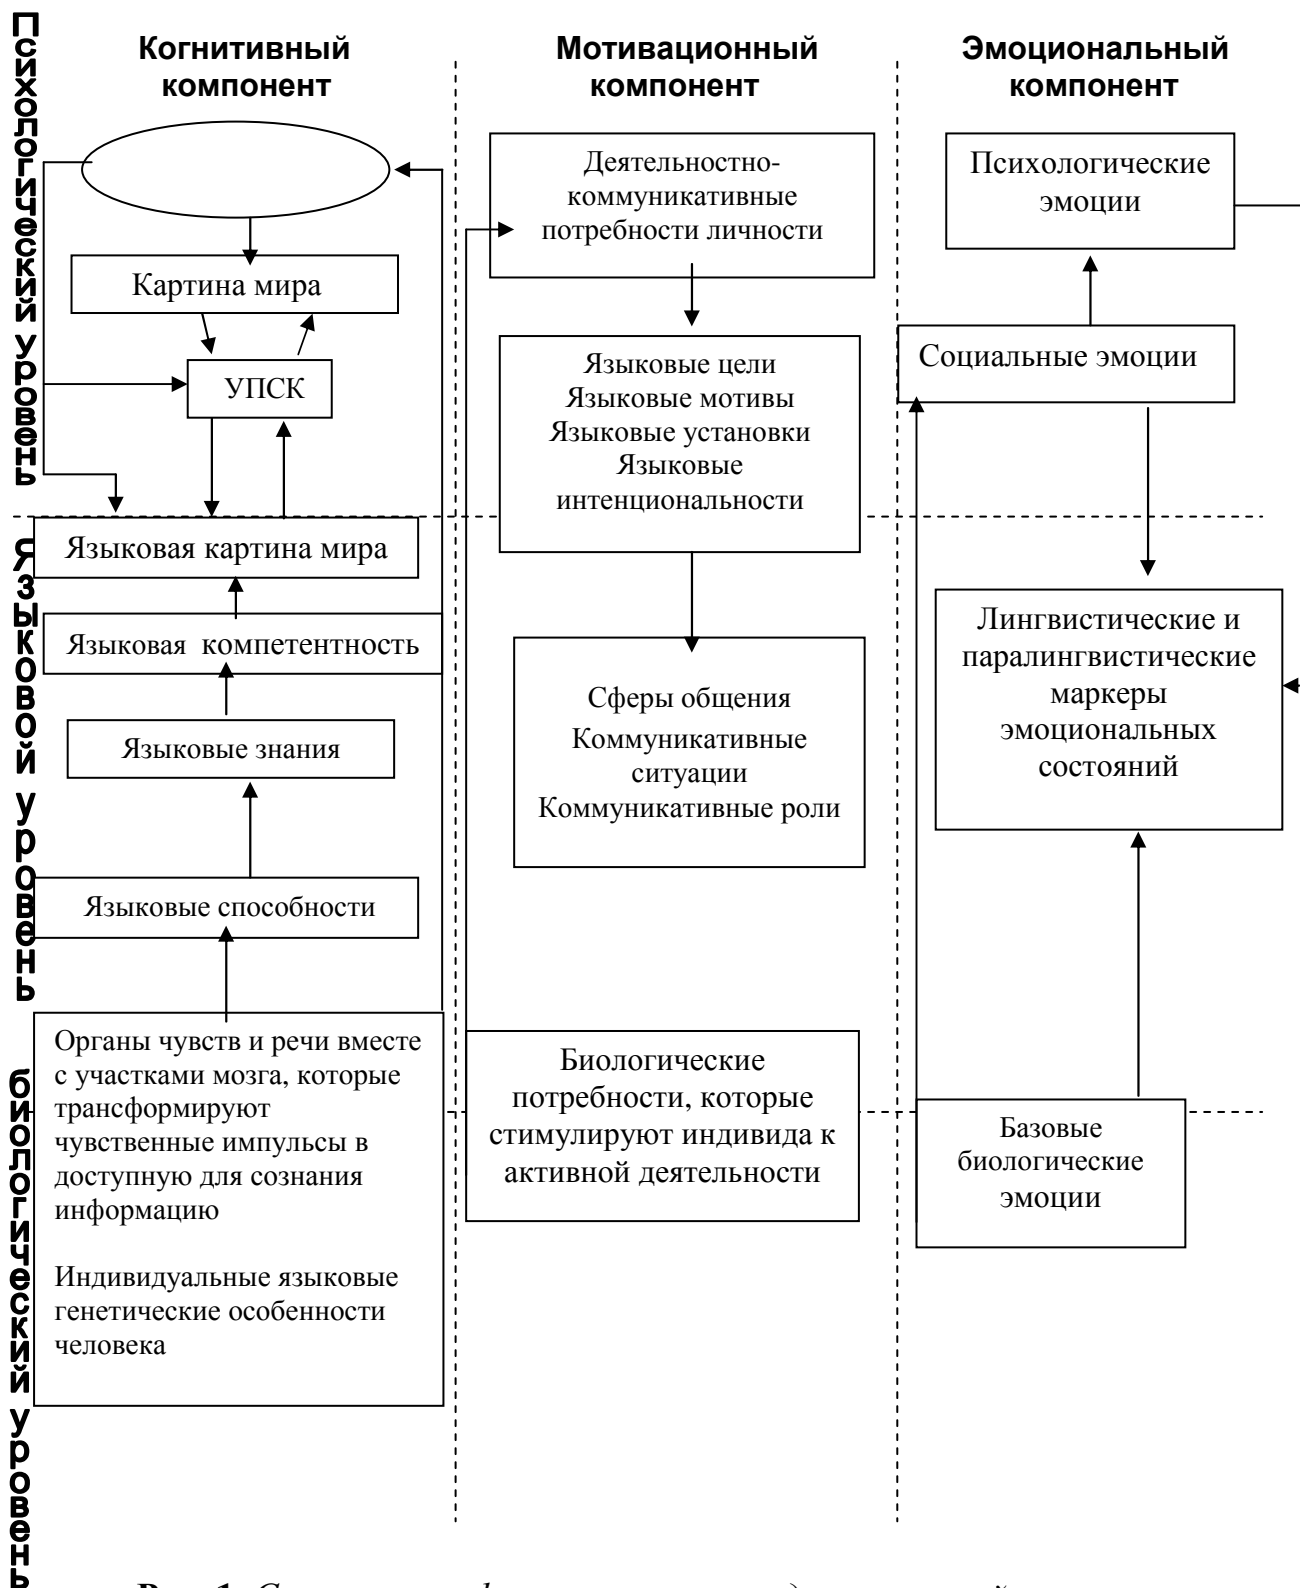 Психологический уровень
Языковой уровень
биологический уровень
Когнитивный
компонент
Картина мира
УПСК
Языковая картина мира
Языковая компетентность
Языковые знания
Языковые способности
Органы чувств и речи вместе
с участками мозга, которые
трансформируют
чувственные импульсы в
доступную для сознания
информацию
Индивидуальные языковые
генетические особенности
человека
Мотивационный
компонент
Деятельностно-
коммуникативные
потребности личности
Языковые цели
Языковые мотивы
Языковые установки
Языковые
интенциональности
Сферы общения
Коммуникативные
ситуации
Коммуникативные роли
Биологические
потребности, которые
стимулируют индивида к
активной деятельности
Эмоциональный
компонент
Психологические
эмоции
Социальные эмоции
Лингвистические и
паралингвистические
маркеры
эмоциональных
состояний
Базовые
биологические
эмоции